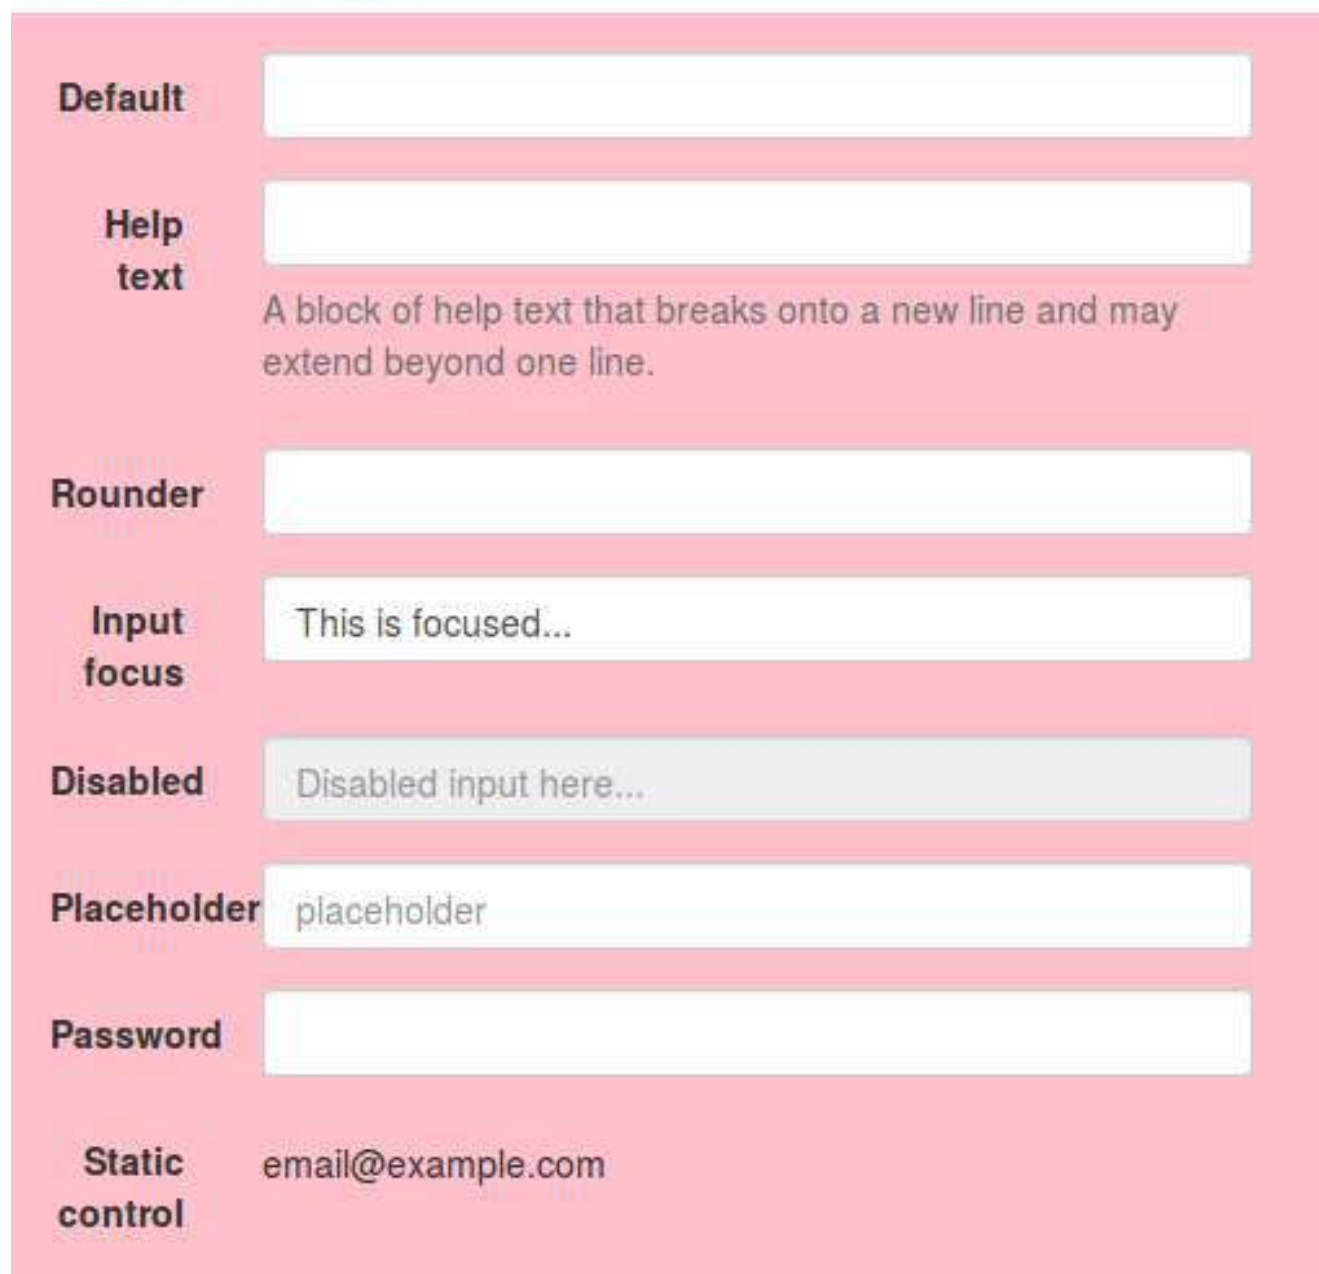 Default
Help
text
A block of help text that breaks onto a new line and may
extend beyond one line.
Rounder
Input
focus
This is focused...
Disabled
Disabled input here...
Placeholder
placeholder
Password
Static
control
email@example.com